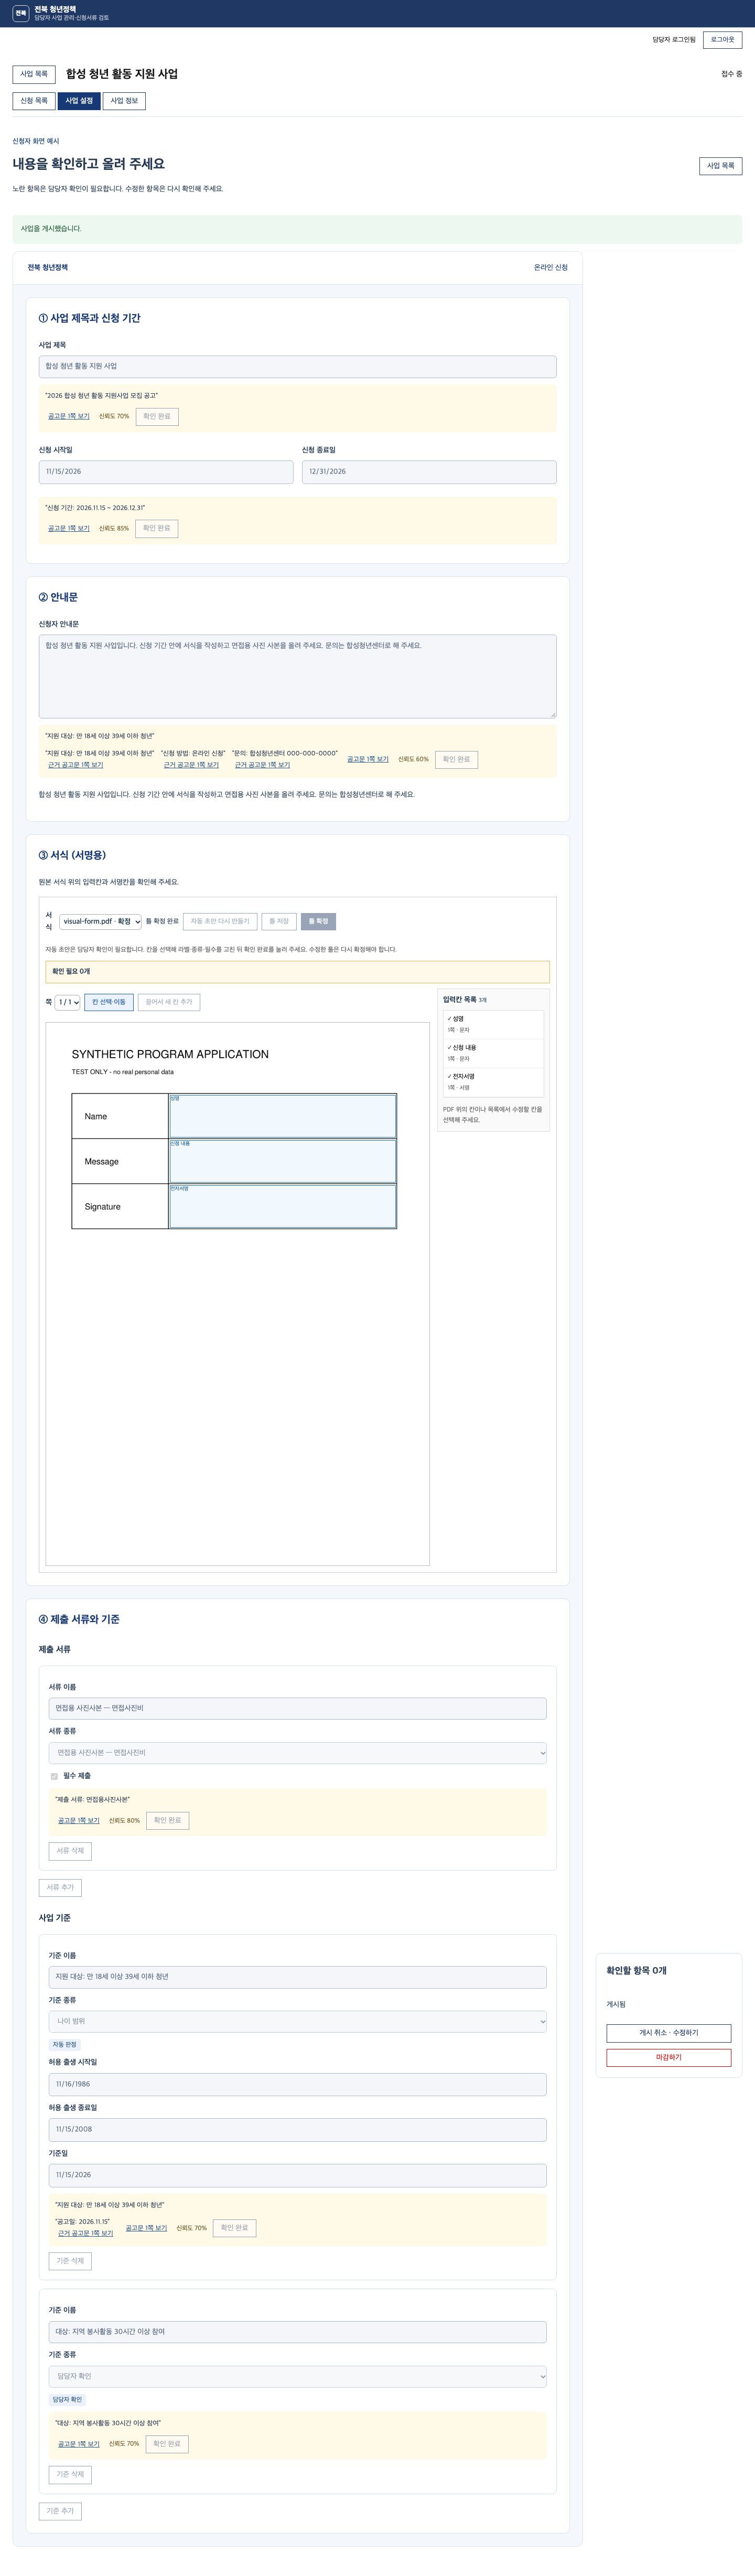 전북
전북 청년정책
담당자 사업 관리·신청서류 검토
담당자 로그인됨
로그아웃
사업 목록
합성 청년 활동 지원 사업
접수 중
신청 목록
사업 설정
사업 정보
신청자 화면 예시
내용을 확인하고 올려 주세요
사업 목록
노란 항목은 담당자 확인이 필요합니다. 수정한 항목은 다시 확인해 주세요.
사업을 게시했습니다.
전북 청년정책
온라인 신청
① 사업 제목과 신청 기간
사업 제목
합성 청년 활동 지원 사업
"2026 합성 청년 활동 지원사업 모집 공고"
공고문 1쪽 보기
신뢰도 70%
확인 완료
신청 시작일
신청 종료일
11/15/2026
12/31/2026
"신청 기간: 2026.11.15 ~ 2026.12.31"
공고문 1쪽 보기
신뢰도 85%
확인 완료
② 안내문
신청자 안내문
합성 청년 활동 지원 사업입니다. 신청 기간 안에 서식을 작성하고 면접용 사진 사본을 올려 주세요. 문의는 합성청년센터로 해 주세요.
"지원 대상: 만 18세 이상 39세 이하 청년"
"지원 대상: 만 18세 이상 39세 이하 청년"
근거 공고문 1쪽 보기
"신청 방법: 온라인 신청"
근거 공고문 1쪽 보기
"문의: 합성청년센터 000-000-0000"
근거 공고문 1쪽 보기
공고문 1쪽 보기
신뢰도 60%
확인 완료
합성 청년 활동 지원 사업입니다. 신청 기간 안에 서식을 작성하고 면접용 사진 사본을 올려 주세요. 문의는 합성청년센터로 해 주세요.
③ 서식 (서명용)
원본 서식 위의 입력칸과 서명칸을 확인해 주세요.
서식
visual-form.pdf · 확정
틀 확정 완료
자동 초안 다시 만들기
틀 저장
틀 확정
자동 초안은 담당자 확인이 필요합니다. 칸을 선택해 라벨·종류·필수를 고친 뒤 확인 완료를 눌러 주세요. 수정한 틀은 다시 확정해야 합니다.
확인 필요 0개
쪽
1 / 1
칸 선택·이동
끌어서 새 칸 추가
입력칸 목록 3개
✓성명
1쪽 · 문자
✓신청 내용
1쪽 · 문자
✓전자서명
1쪽 · 서명
PDF 위의 칸이나 목록에서 수정할 칸을
선택해 주세요.
SYNTHETIC PROGRAM APPLICATION
TEST ONLY - no real personal data
Name
성명
Message
신청 내용
Signature
전자서명
④ 제출 서류와 기준
제출 서류
서류 이름
면접용 사진사본 — 면접사진비
서류 종류
면접용 사진사본 — 면접사진비
필수 제출
"제출 서류: 면접용사진사본"
공고문 1쪽 보기
신뢰도 80%
확인 완료
서류 삭제
서류 추가
사업 기준
기준 이름
지원 대상: 만 18세 이상 39세 이하 청년
기준 종류
나이 범위
자동 판정
허용 출생 시작일
11/16/1986
허용 출생 종료일
11/15/2008
기준일
11/15/2026
"지원 대상: 만 18세 이상 39세 이하 청년"
"공고일: 2026.11.15"
근거 공고문 1쪽 보기
공고문 1쪽 보기
신뢰도 70%
확인 완료
기준 삭제
확인할 항목 0개
게시됨
게시 취소 · 수정하기
마감하기
기준 이름
대상: 지역 봉사활동 30시간 이상 참여
기준 종류
담당자 확인
담당자 확인
"대상: 지역 봉사활동 30시간 이상 참여"
공고문 1쪽 보기
신뢰도 70%
확인 완료
기준 삭제
기준 추가